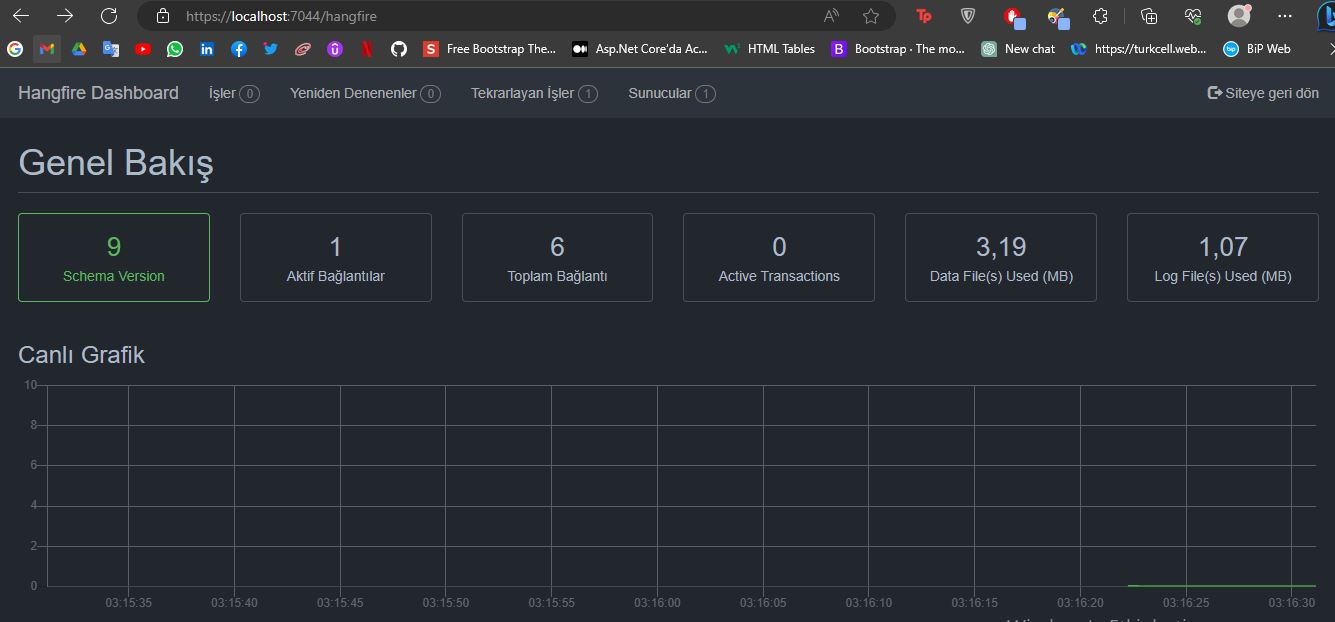 https://localhost:7044/hangfire
Free Bootstrap The... Asp.Net Core'da Ac... HTML Tables Bootstrap · The mo... New chat https://turkcell.web... BiP Web
Hangfire Dashboard İşler 0 Yeniden Denenenler 0 Tekrarlayan İşler 1 Sunucular 1 Siteye geri dön
Genel Bakış
9 1 6 0 3,19 1,07
Schema Version Aktif Bağlantılar Toplam Bağlantı Active Transactions Data File(s) Used (MB) Log File(s) Used (MB)
Canlı Grafik
10
8
6
4
2
0
03:15:35 03:15:40 03:15:45 03:15:50 03:15:55 03:16:00 03:16:05 03:16:10 03:16:15 03:16:20 03:16:25 03:16:30